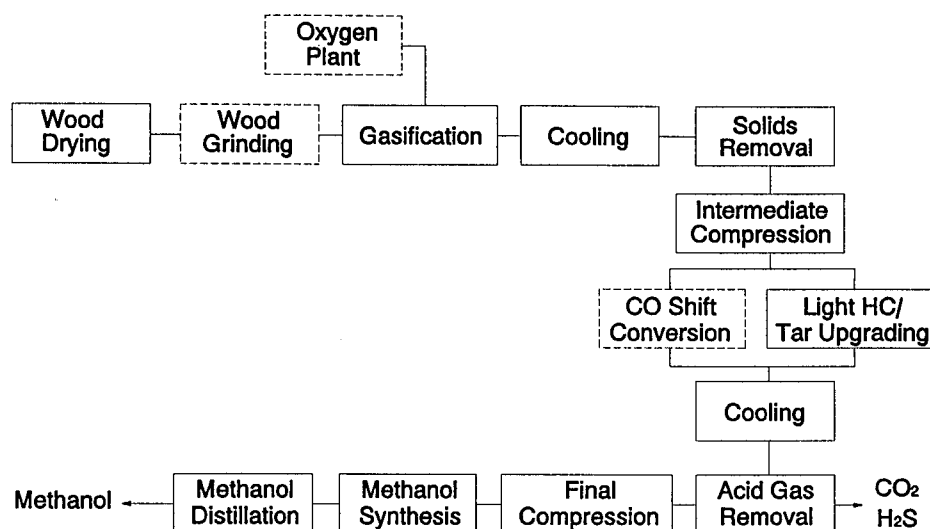 Oxygen
Plant
Wood
Drying
Wood
Grinding
Gasification
Cooling
Solids
Removal
Intermediate
Compression
CO Shift
Conversion
Light HC/
Tar Upgrading
Cooling
Methanol
Methanol
Distillation
Methanol
Synthesis
Final
Compression
Acid Gas
Removal
CO₂
H₂S